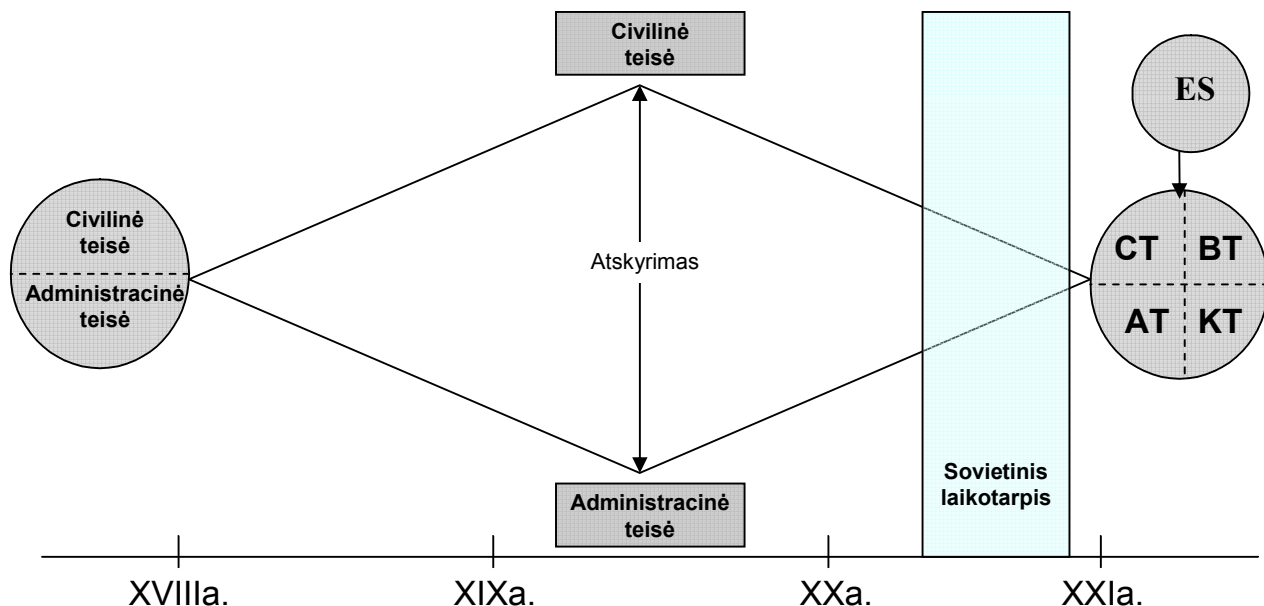 Civilinė
teisė
ES
Civilinė
teisė
Administracinė
teisė
Atskyrimas
CT BT
AT KT
Sovietinis
laikotarpis
Administracinė
teisė
XVIIIa. XIXa. XXa. XXIa.